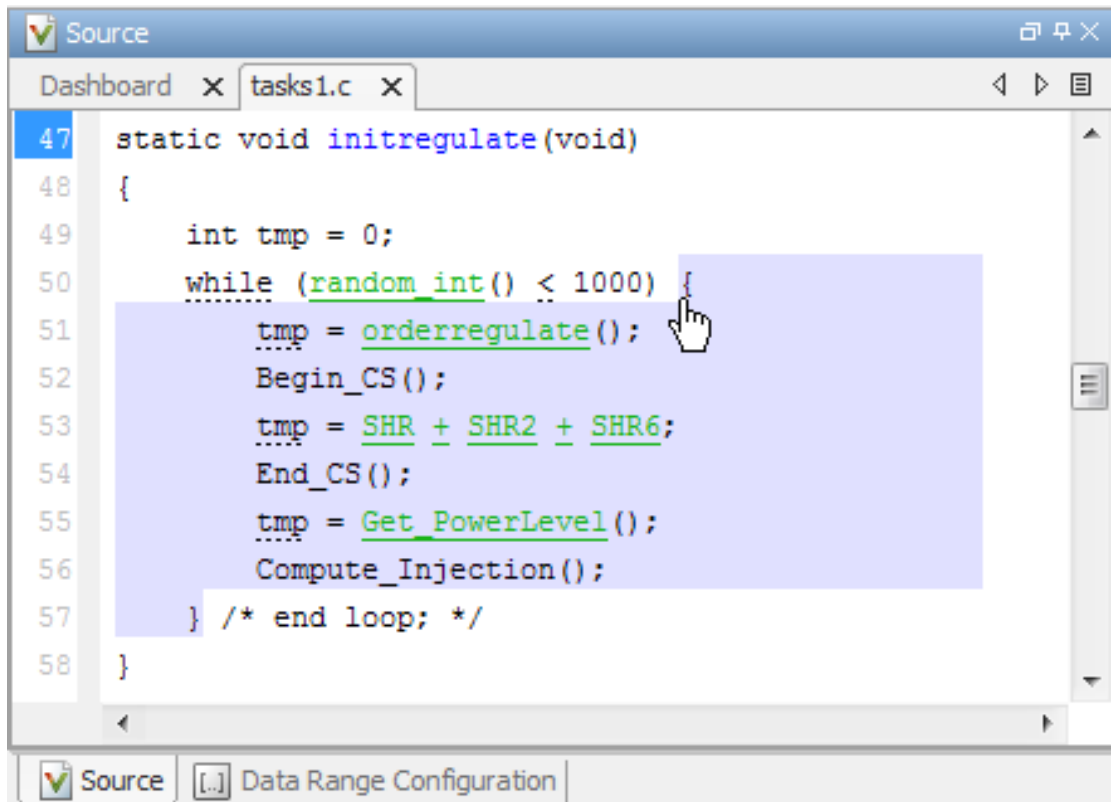 Source
Dashboard tasks1.c
47 static void initregulate(void)
48 {
49 int tmp = 0;
50 while (random_int() < 1000) {
51 tmp = orderregulate();
52 Begin_CS();
53 tmp = SHR + SHR2 + SHR6;
54 End_CS();
55 tmp = Get_PowerLevel();
56 Compute_Injection();
57 } /* end loop; */
58 }
Source [..] Data Range Configuration